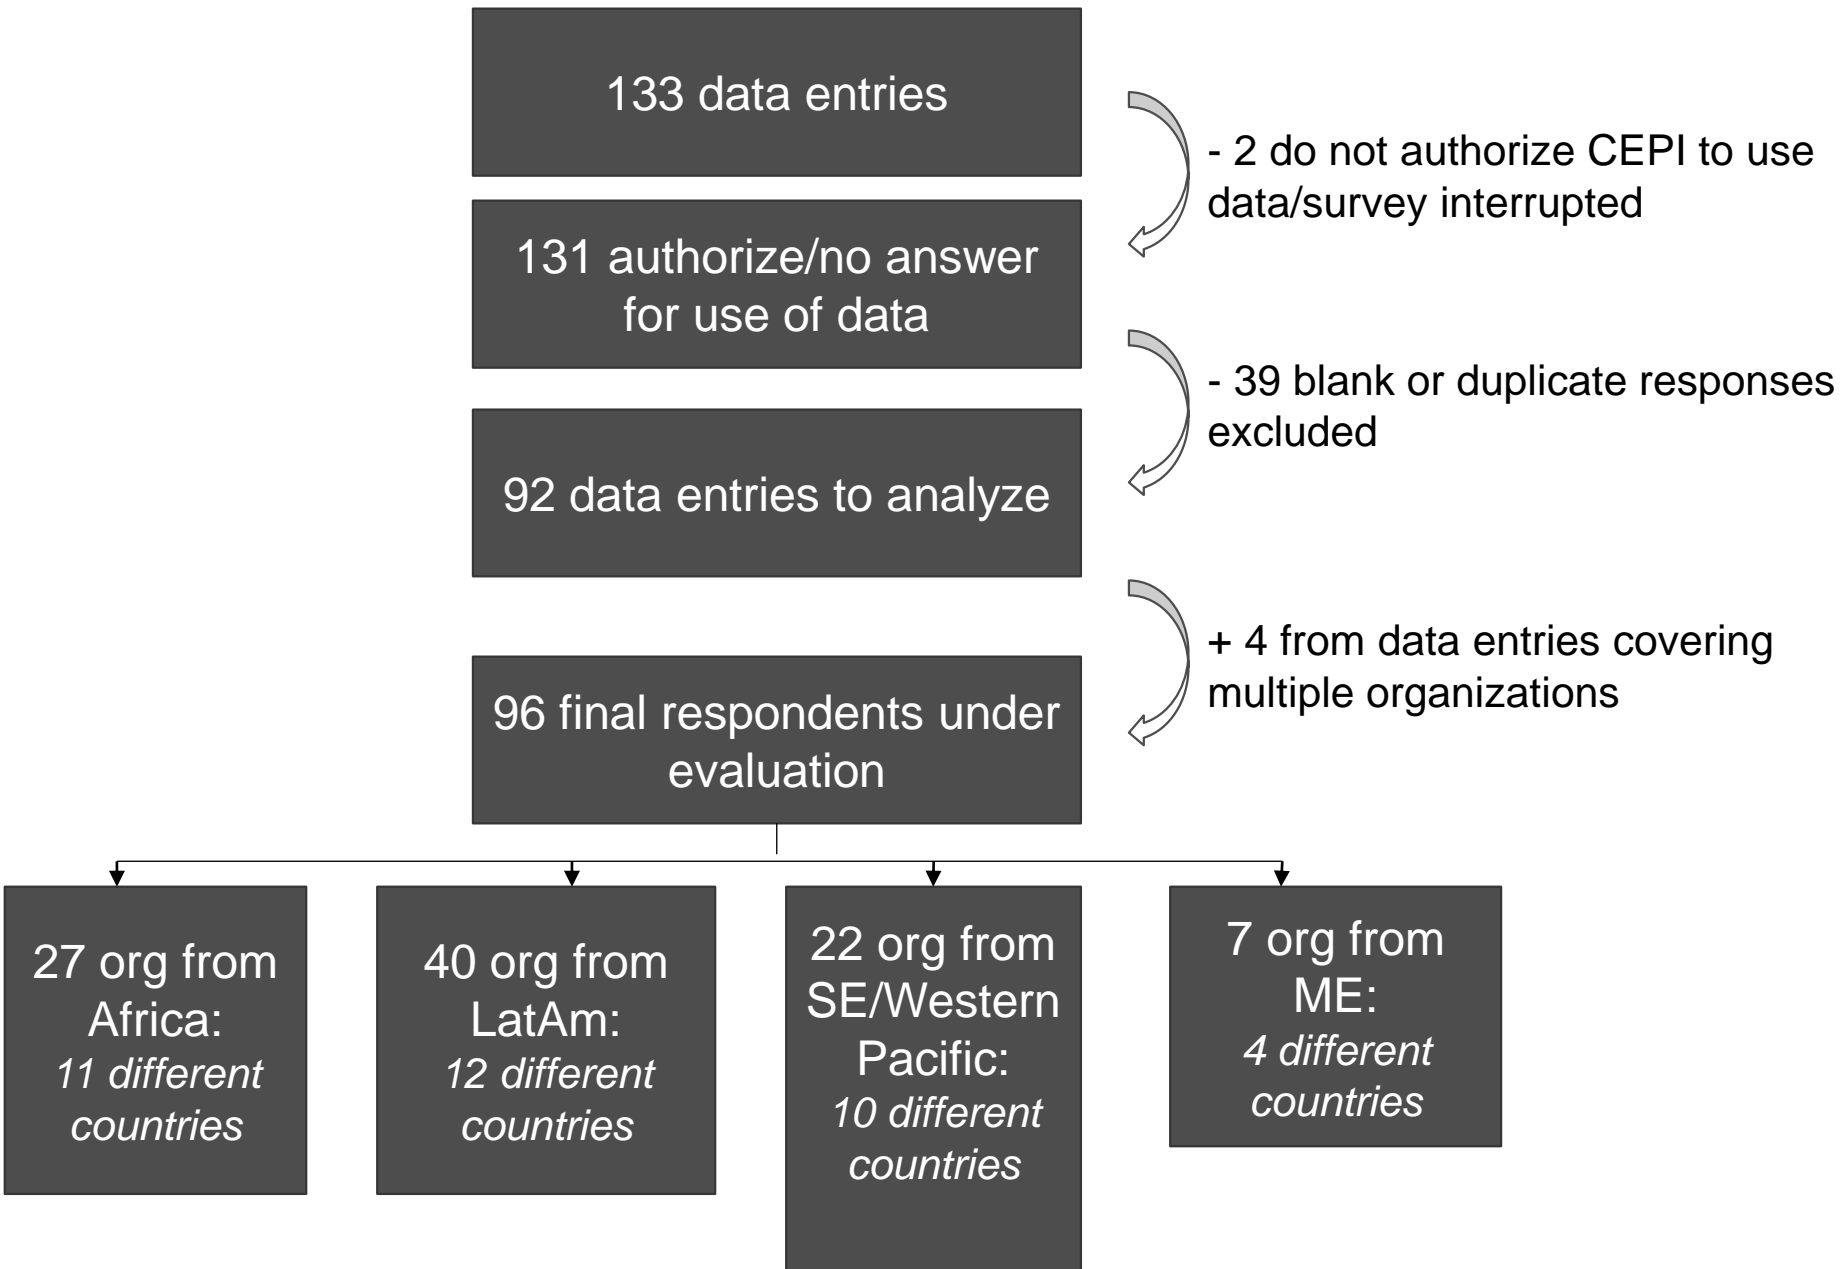 133 data entries
- 2 do not authorize CEPI to use
data/survey interrupted
131 authorize/no answer
for use of data
- 39 blank or duplicate responses
excluded
92 data entries to analyze
+ 4 from data entries covering
multiple organizations
96 final respondents under
evaluation
27 org from
Africa:
11 different
countries
40 org from
LatAm:
12 different
countries
22 org from
SE/Western
Pacific:
10 different
countries
7 org from
ME:
4 different
countries